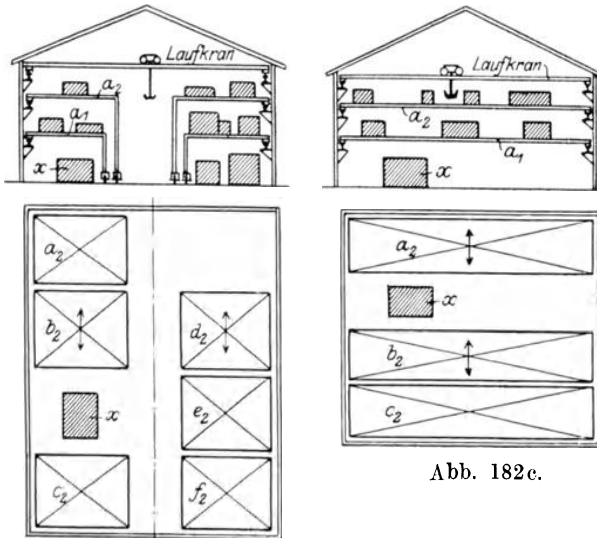 Laufkran
a2
a1
x
Laufkran
a2
a1
x
a2
b2
d2
x
e2
c2
f2
a2
x
b2
c2
Abb. 182c.